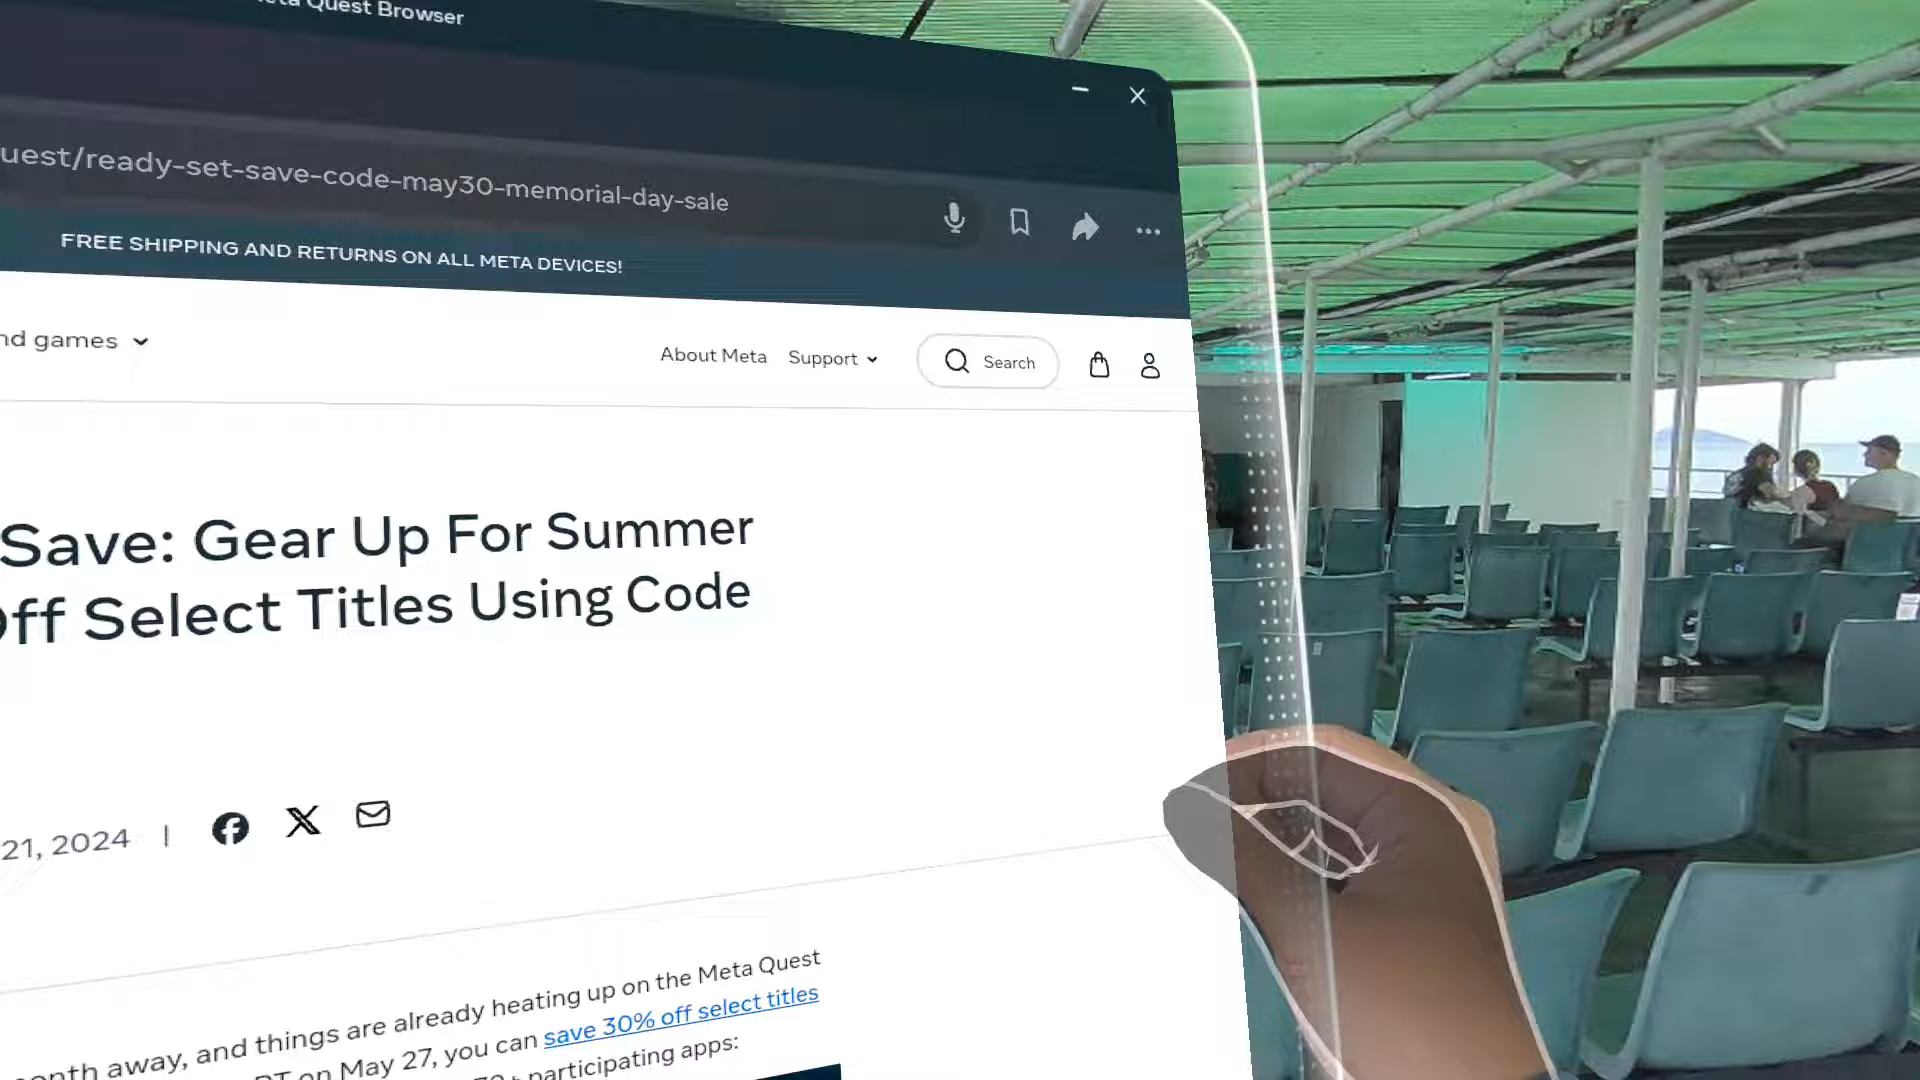 Quest Browser
uest/ready-set-save-code-may30-memorial-day-sale
FREE SHIPPING AND RETURNS ON ALL META DEVICES!
nd games
About Meta Support Search
Save: Gear Up For Summer
Off Select Titles Using Code
21, 2024 |
onth away, and things are already heating up on the Meta Quest
PT on May 27, you can save 30% off select titles
participating apps: